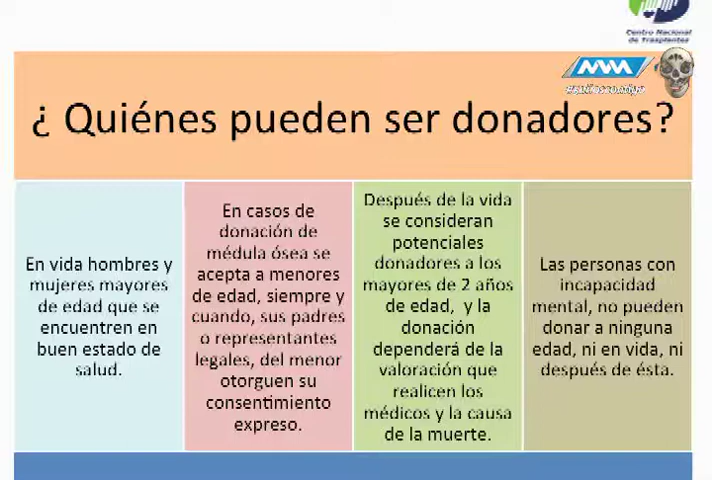 Centro Nacional
de Trasplantes
¿ Quiénes pueden ser donadores?
En vida hombres y
mujeres mayores
de edad que se
encuentren en
buen estado de
salud.
En casos de
donación de
médula ósea se
acepta a menores
de edad, siempre y
cuando, sus padres
o representantes
legales, del menor
otorguen su
consentimiento
expreso.
Después de la vida
se consideran
potenciales
donadores a los
mayores de 2 años
de edad,  y la
donación
dependerá de la
valoración que
realicen los
médicos y la causa
de la muerte.
Las personas con
incapacidad
mental, no pueden
donar a ninguna
edad, ni en vida, ni
después de ésta.